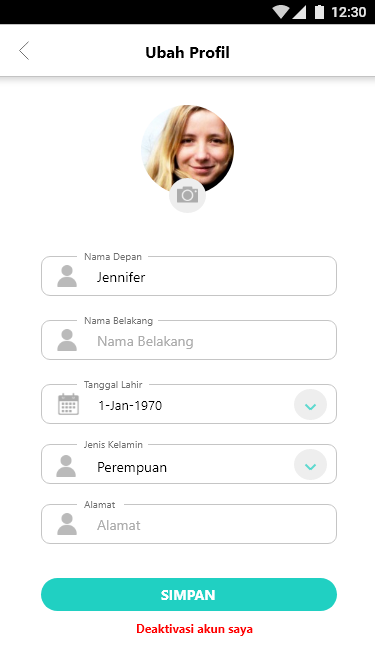 12:30
Ubah Profil
Nama Depan
Jennifer
Nama Belakang
Nama Belakang
Tanggal Lahir
1-Jan-1970
Jenis Kelamin
Perempuan
Alamat
Alamat
SIMPAN
Deaktivasi akun saya